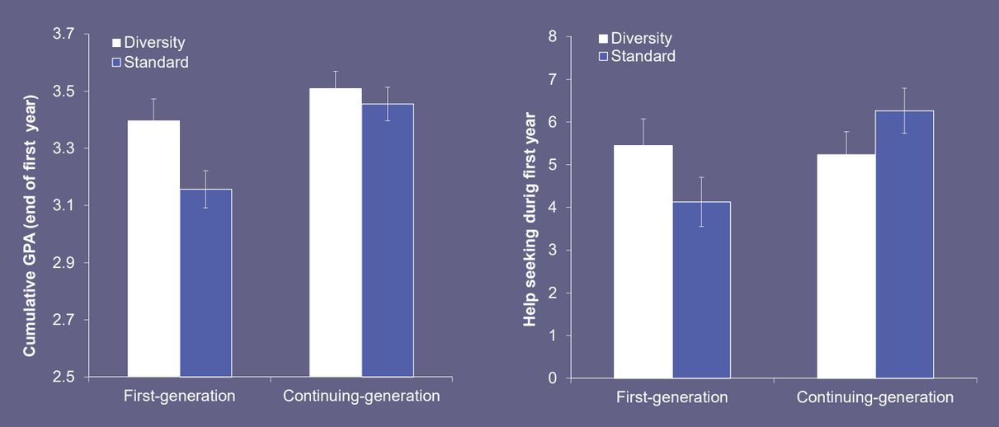 Cumulative GPA (end of first year)
3.7
3.5
3.3
3.1
2.9
2.7
2.5
Diversity
Standard
First-generation
Continuing-generation
Help seeking durig first year
8
7
6
5
4
3
2
1
0
Diversity
Standard
First-generation
Continuing-generation